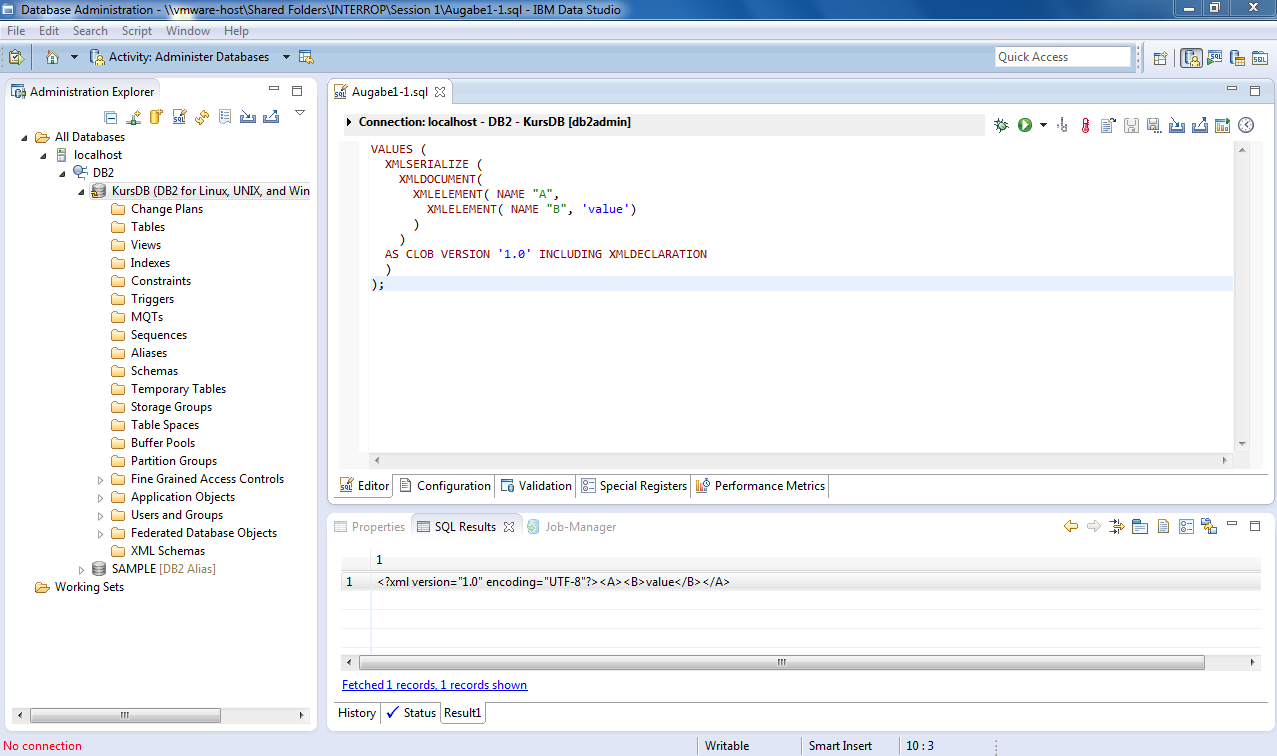 Database Administration - \\vmware-host\Shared Folders\INTERROP\Session 1\Augabe1-1.sql - IBM Data Studio
File Edit Search Script Window Help
Activity: Administer Databases
Quick Access
Administration Explorer
All Databases
localhost
DB2
KursDB (DB2 for Linux, UNIX, and Win
Change Plans
Tables
Views
Indexes
Constraints
Triggers
MQTs
Sequences
Aliases
Schemas
Temporary Tables
Storage Groups
Table Spaces
Buffer Pools
Partition Groups
Fine Grained Access Controls
Application Objects
Users and Groups
Federated Database Objects
XML Schemas
SAMPLE [DB2 Alias]
Working Sets
Augabe1-1.sql
Connection: localhost - DB2 - KursDB [db2admin]
VALUES (
XMLSERIALIZE (
XMLDOCUMENT(
XMLELEMENT( NAME "A",
XMLELEMENT( NAME "B", 'value')
)
)
AS CLOB VERSION '1.0' INCLUDING XMLDECLARATION
)
);
Editor Configuration Validation Special Registers Performance Metrics
Properties SQL Results Job-Manager
1
1 <?xml version="1.0" encoding="UTF-8"?><A><B>value</B></A>
Fetched 1 records, 1 records shown
History Status Result1
No connection Writable Smart Insert 10 : 3